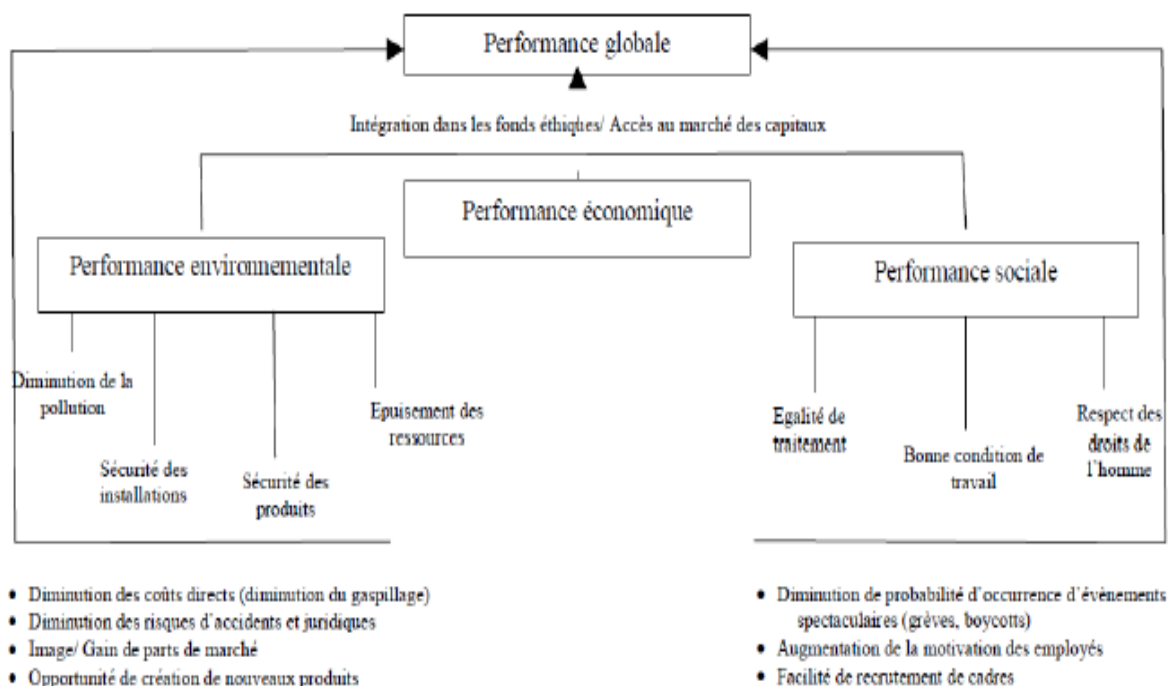 Performance globale
Intégration dans les fonds éthiques/ Accès au marché des capitaux
Performance économique
Performance environnementale
Performance sociale
Diminution de la
pollution
Sécurité des
installations
Sécurité des
produits
Epuisement des
ressources
Egalité de
traitement
Bonne condition de
travail
Respect des
droits de
l'homme
• Diminution des coûts directs (diminution du gaspillage)
• Diminution des risques d'accidents et juridiques
• Image/ Gain de parts de marché
• Opportunité de création de nouveaux produits
• Diminution de probabilité d'occurrence d'évènements
spectaculaires (grèves, boycotts)
• Augmentation de la motivation des employés
• Facilité de recrutement de cadres